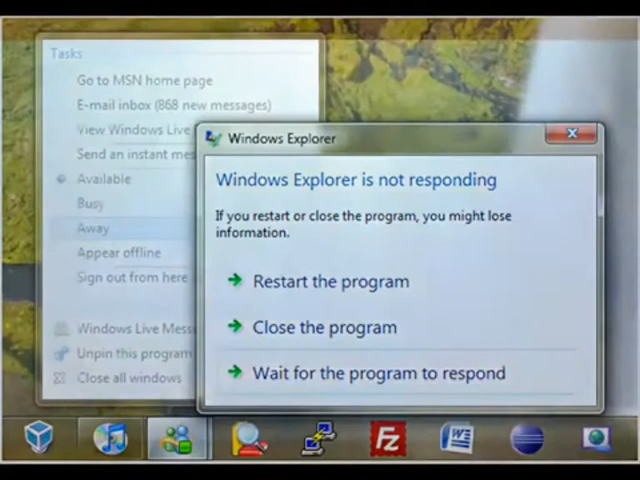 Tasks
Go to MSN home page
E-mail inbox (868 new messages)
View Windows Live
Send an instant mes
Available
Busy
Away
Appear offline
Sign out from here
Windows Live Mess
Unpin this program
Close all windows
Windows Explorer
Windows Explorer is not responding
If you restart or close the program, you might lose
information.
Restart the program
Close the program
Wait for the program to respond
Fz
W